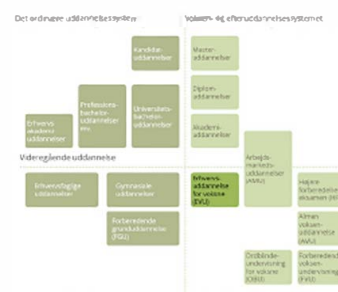 Det ordinære uddannelsessystem
Voksen- og efteruddannelsessystemet
Kandidat-
uddannelser
Master-
uddannelser
Diplom-
uddannelser
Erhvervs-
akademi-
uddannelser
Professions-
bachelor-
uddannelser
Universitets-
bachelor-
uddannelser
Akademi-
uddannelser
Videregående uddannelse
Arbejds-
markeds-
uddannelser
(AMU)
Erhvervsfaglige
uddannelser
Gymnasiale
uddannelser
Erhvervs-
uddannelse
for voksne
(EUV)
Højere
forberedelses
eksamen
Forberedende
grunduddannelse
(FGU)
Almen
voksen-
uddannelse
(AVU)
Ordblinde-
undervisning
for voksne
(OBU)
Forberedende
voksen-
undervisning
(FVU)